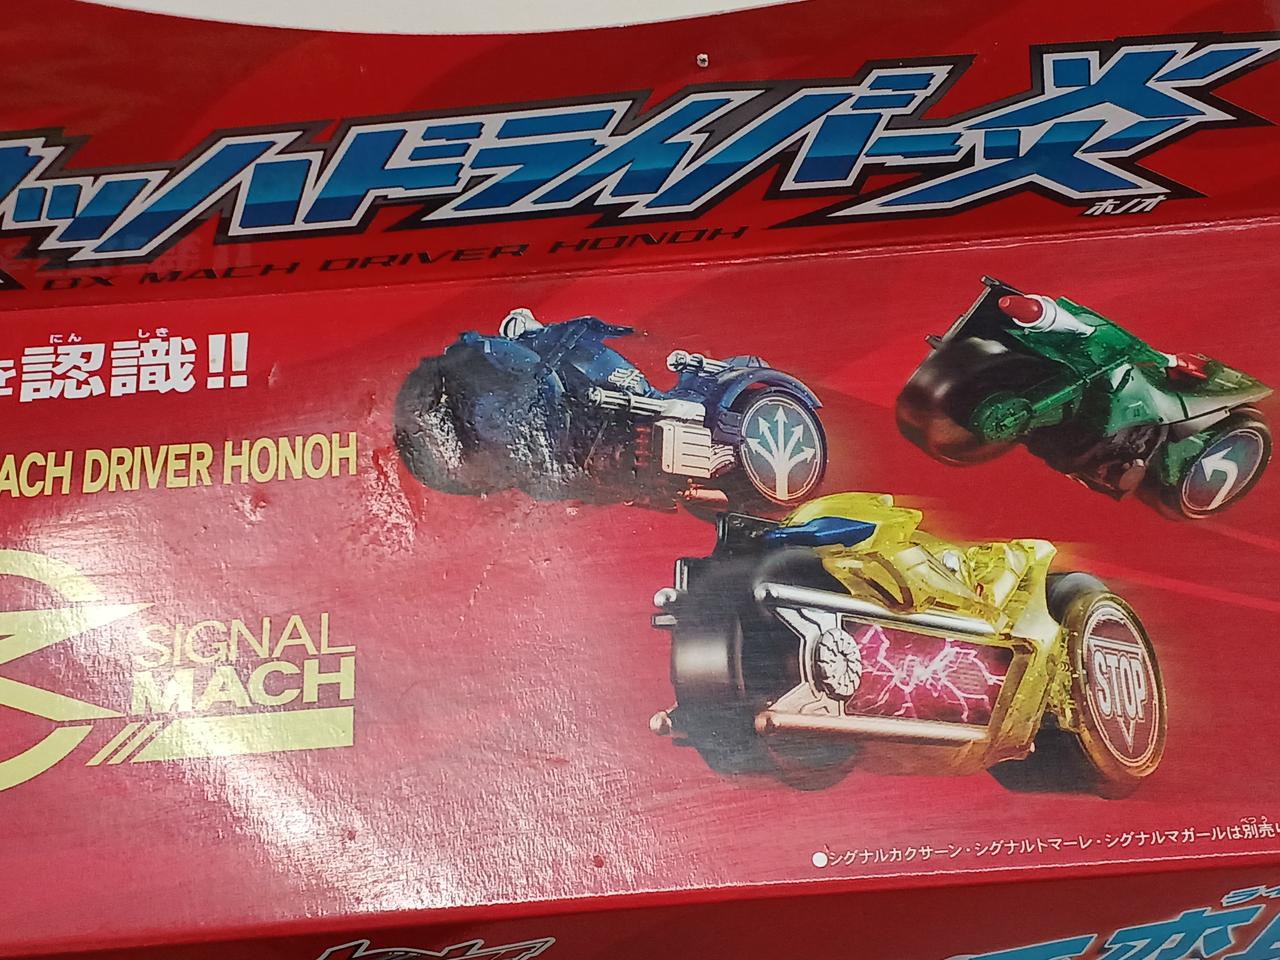 ッハドライバー炎
ホノオ
DX MACH DRIVER HONOH
にん しき
を認識!!
ACH DRIVER HONOH
SIGNAL
MACH
STOP
べつう
●シグナルカクサーン・シグナルトマーレ・シグナルマガールは別売り